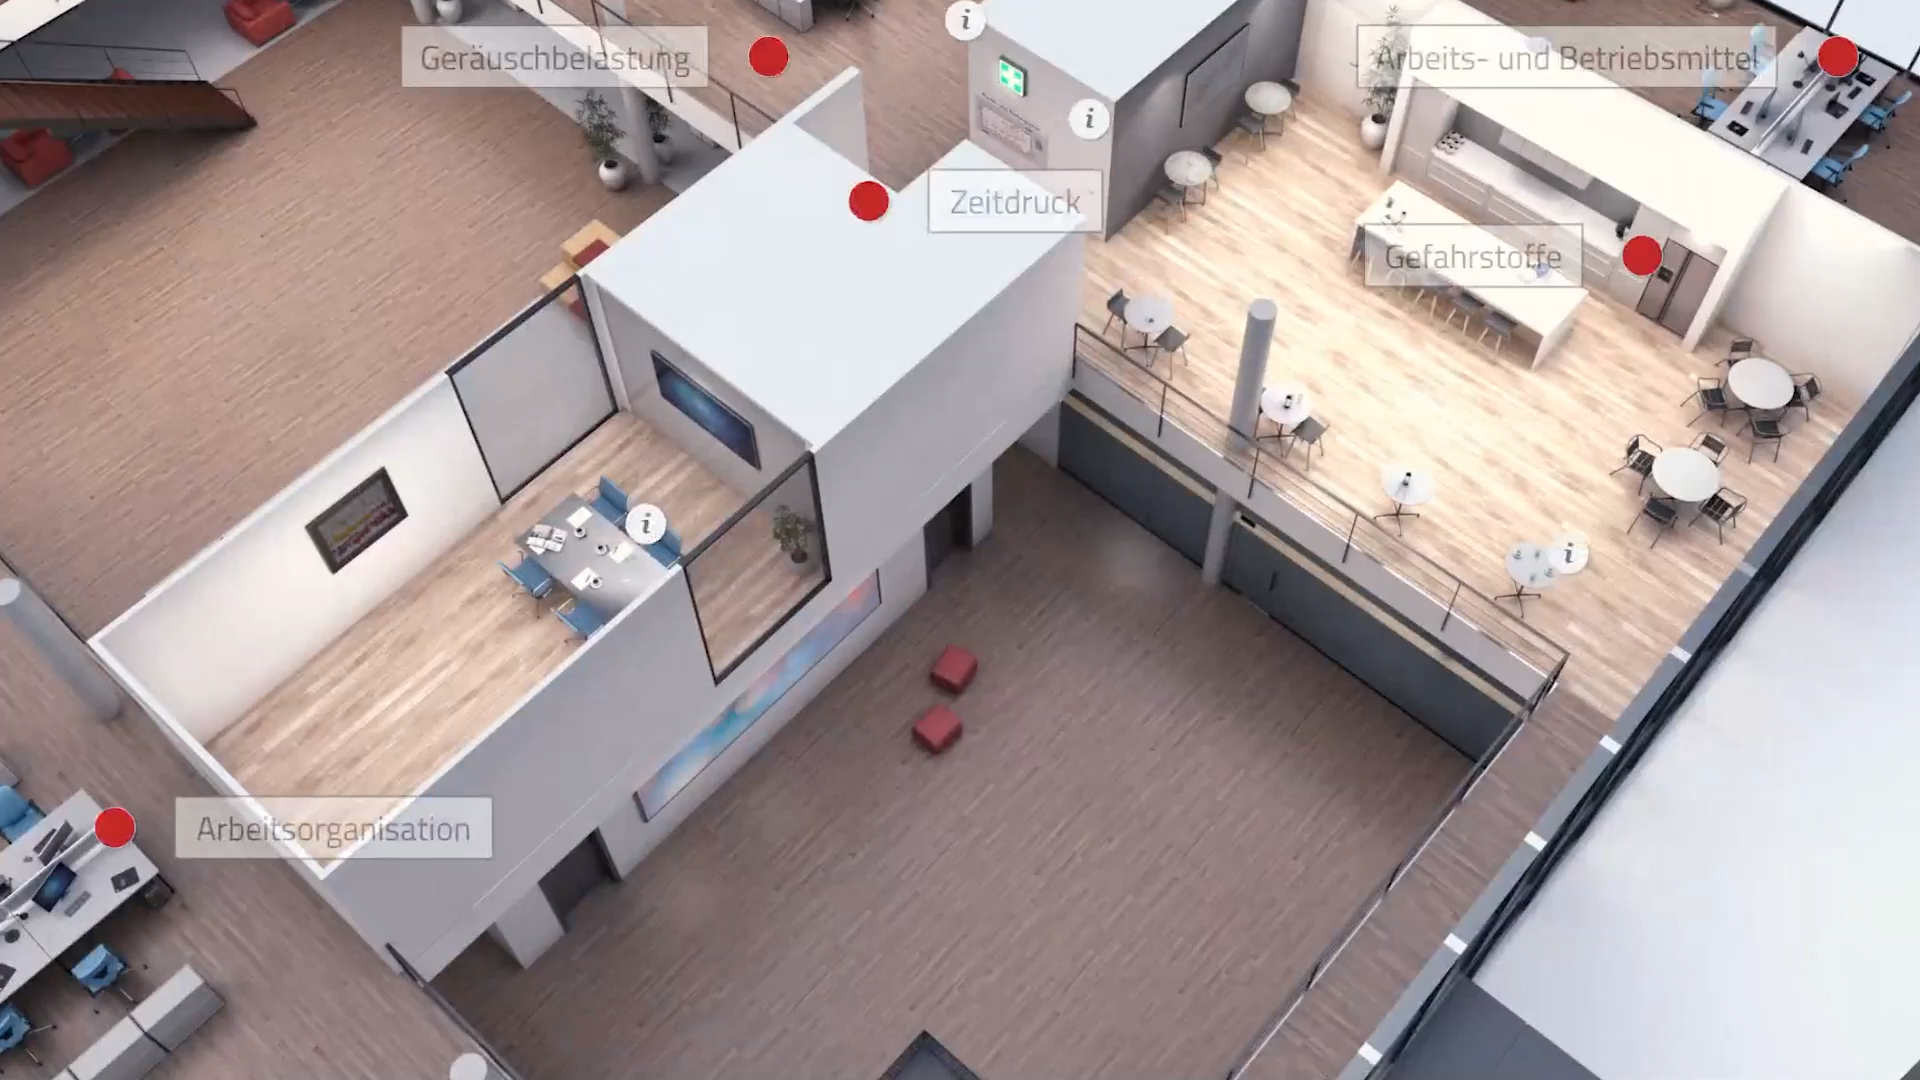 i
Geräuschbelastung
Arbeits- und Betriebsmittel
i
Zeitdruck
Gefahrstoffe
i
i
Arbeitsorganisation